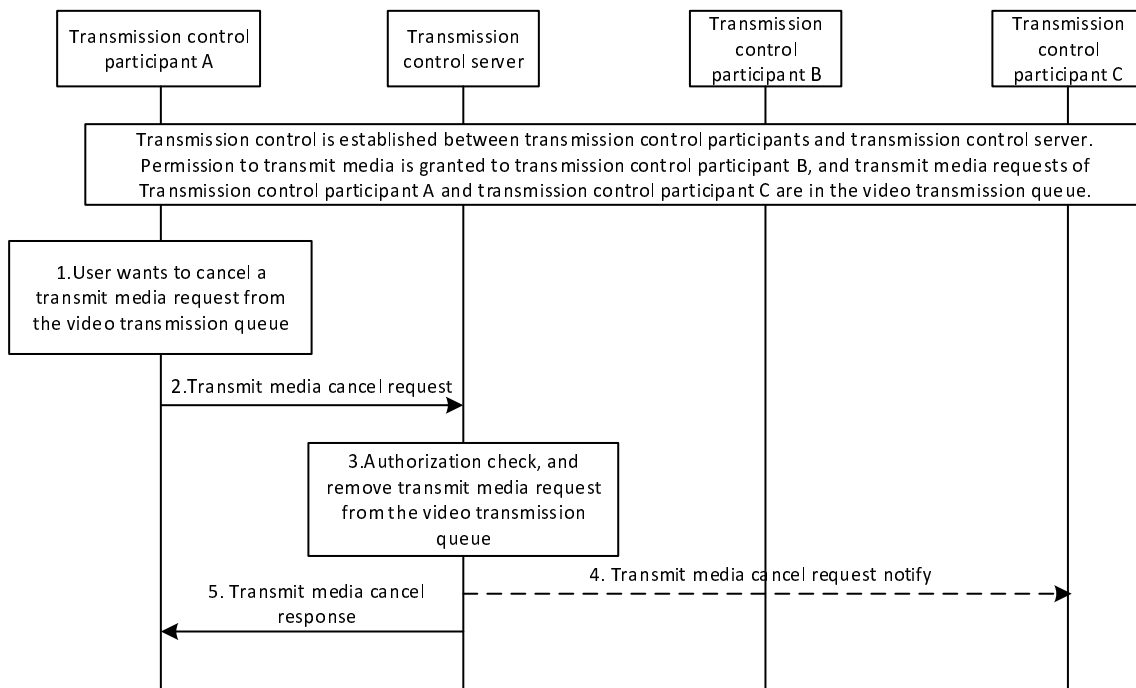 Transmission control
participant A
Transmission
control server
Transmission
control
participant B
Transmission
control
participant C
Transmission control is established between transmission control participants and transmission control server.
Permission to transmit media is granted to transmission control participant B, and transmit media requests of
Transmission control participant A and transmission control participant C are in the video transmission queue.
1.User wants to cancel a
transmit media request from
the video transmission queue
2.Transmit media cancel request
3.Authorization check, and
remove transmit media request
from the video transmission
queue
4. Transmit media cancel request notify
5. Transmit media cancel
response